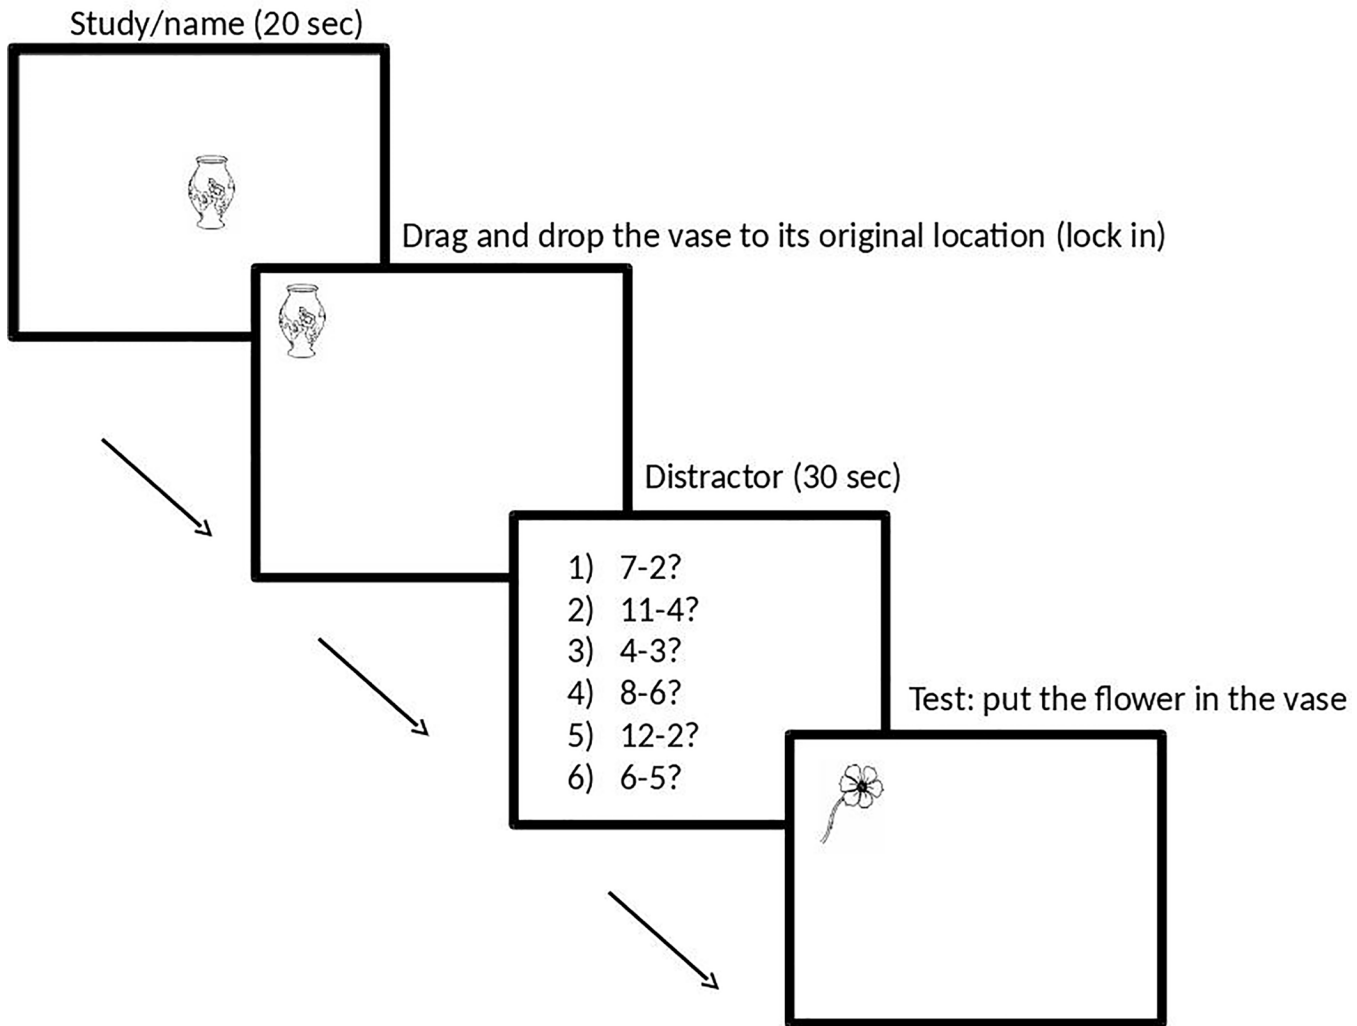 Study/name (20 sec)
Drag and drop the vase to its original location (lock in)
Distractor (30 sec)
1) 7-2?
2) 11-4?
3) 4-3?
4) 8-6?
5) 12-2?
6) 6-5?
Test: put the flower in the vase